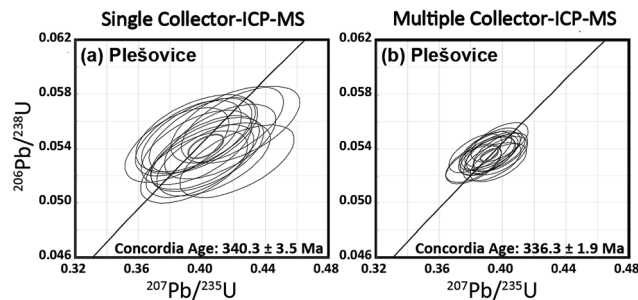 Single Collector-ICP-MS
Multiple Collector-ICP-MS
(a) Plešovice
(b) Plešovice
0.062
0.058
0.054
0.050
0.046
0.062
0.058
0.054
0.050
0.046
²⁰⁶Pb/²³⁸U
Concordia Age: 340.3 ± 3.5 Ma
Concordia Age: 336.3 ± 1.9 Ma
0.32
0.36
0.40
0.44
0.48
0.32
0.36
0.40
0.44
0.48
²⁰⁷Pb/²³⁵U
²⁰⁷Pb/²³⁵U